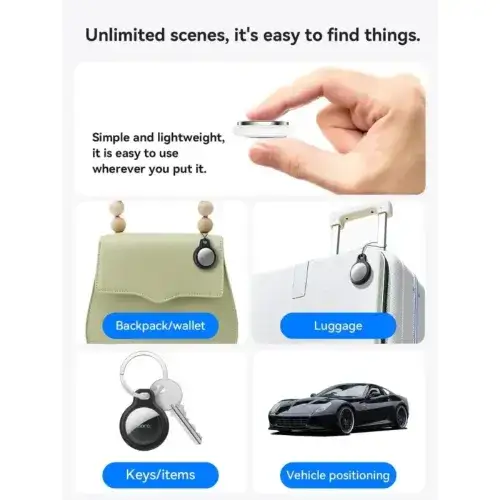 Unlimited scenes, it's easy to find things.
Simple and lightweight,
it is easy to use
wherever you put it.
Backpack/wallet
Luggage
Keys/items
Vehicle positioning